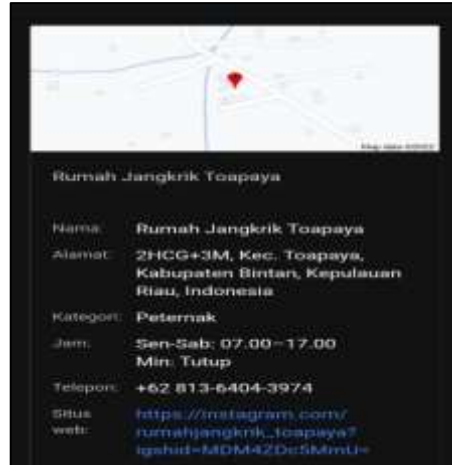 Rumah Jangkrik Toapaya
Nama: Rumah Jangkrik Toapaya
Alamat: 2HCG+3M, Kec. Toapaya,
Kabupaten Bintan, Kepulauan
Riau, Indonesia
Kategori: Peternak
Jam: Sen-Sab: 07.00–17.00
Min: Tutup
Telepon: +62 813-6404-3974
Situs https://instagram.com/
web: rumahjangkrik_toapaya?